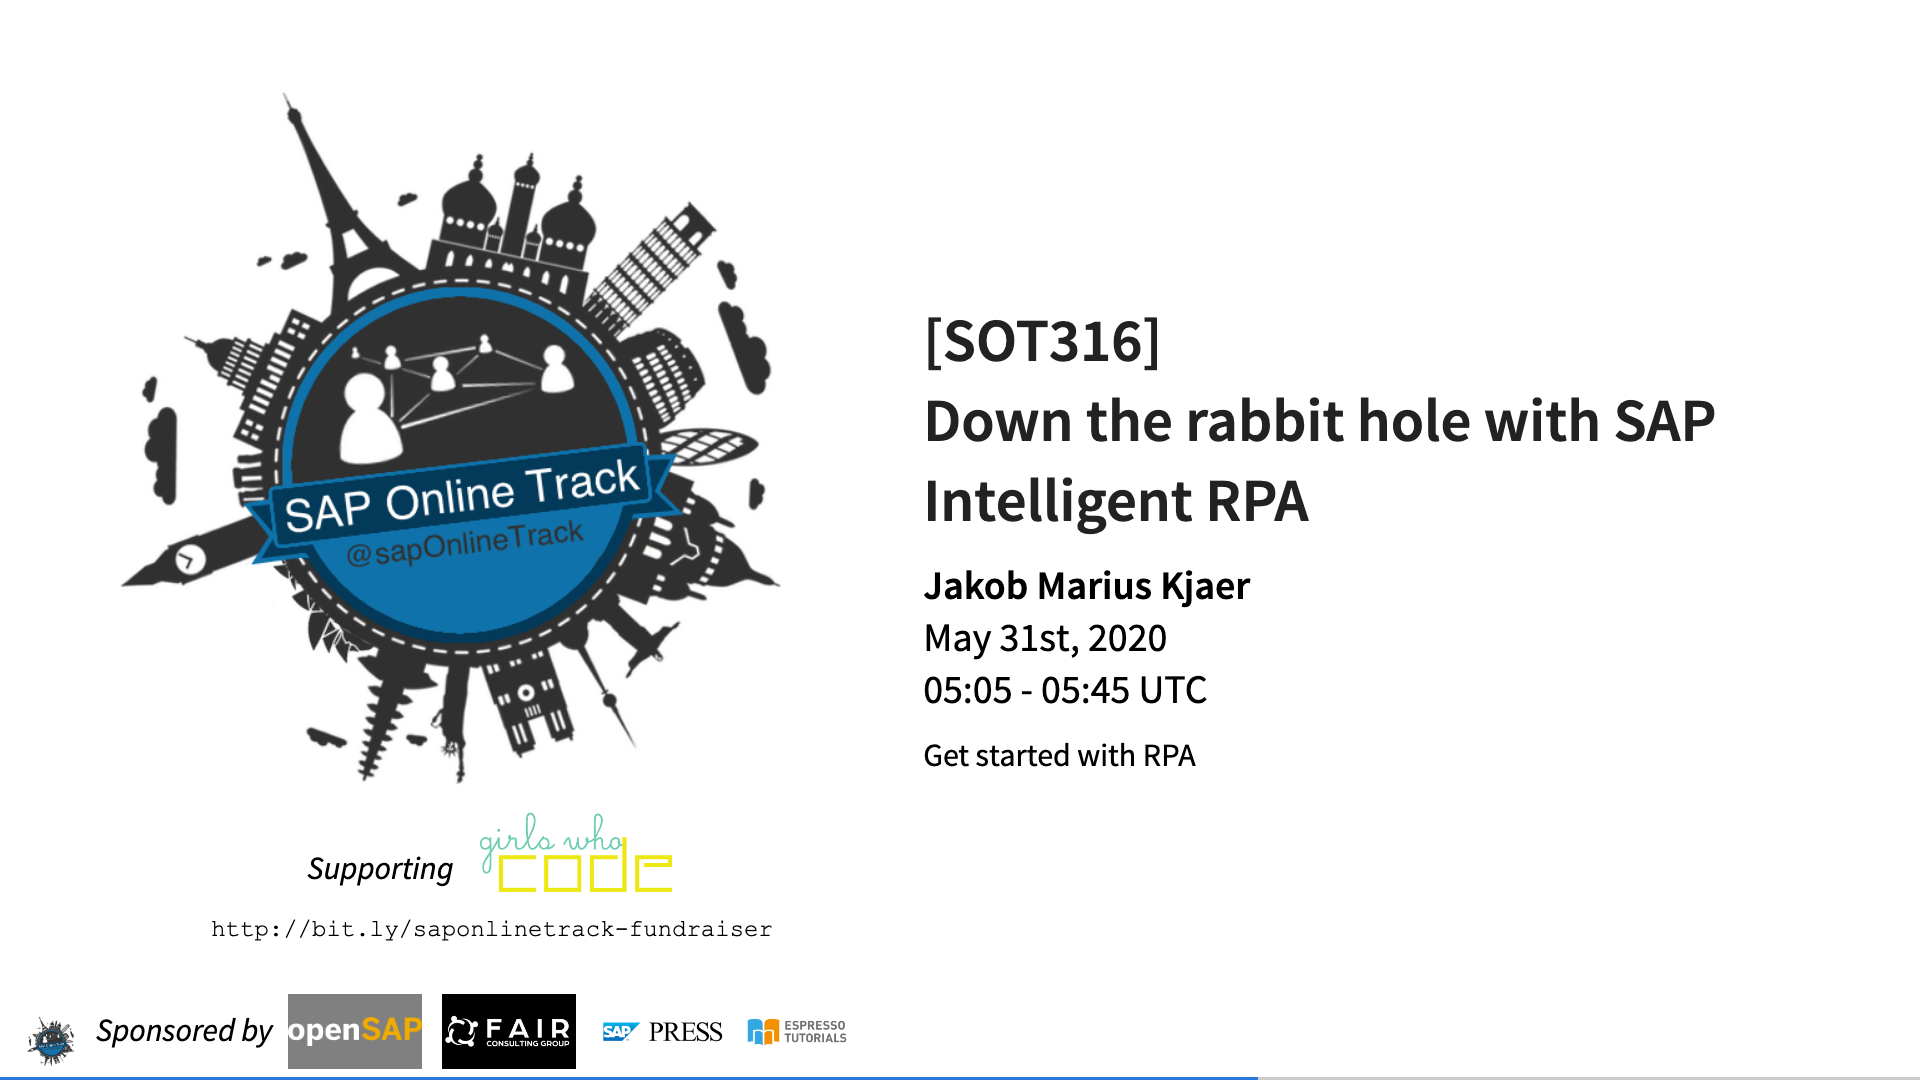 SAP Online Track
@sapOnlineTrack
[SOT316]
Down the rabbit hole with SAP
Intelligent RPA
Jakob Marius Kjaer
May 31st, 2020
05:05 - 05:45 UTC
Get started with RPA
Supporting
girls who
code
http://bit.ly/saponlinetrack-fundraiser
Sponsored by
openSAP
FAIR
CONSULTING GROUP
SAP PRESS
ESPRESSO
TUTORIALS